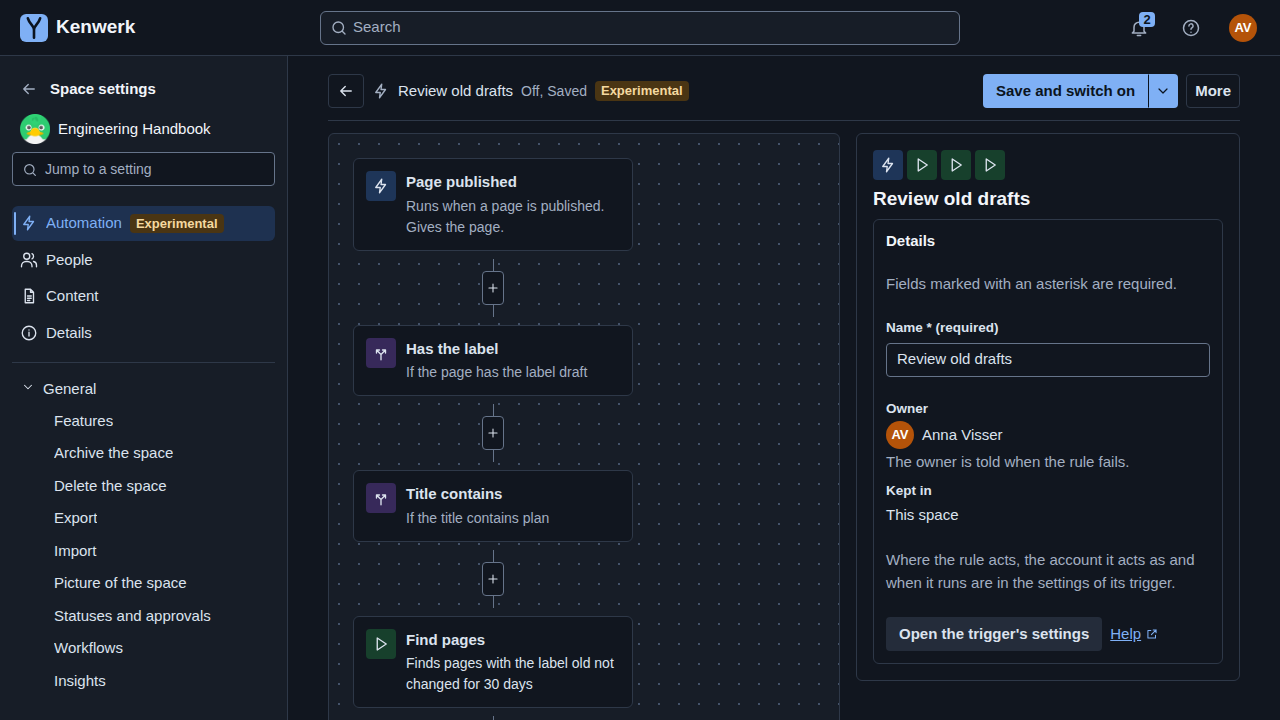 Kenwerk
Search
2
AV
Space settings
Engineering Handbook
Jump to a setting
Automation Experimental
People
Content
Details
General
Features
Archive the space
Delete the space
Export
Import
Picture of the space
Statuses and approvals
Workflows
Insights
Review old drafts Off, Saved Experimental
Save and switch on
More
Page published
Runs when a page is published.
Gives the page.
Has the label
If the page has the label draft
Title contains
If the title contains plan
Find pages
Finds pages with the label old not
changed for 30 days
Review old drafts
Details
Fields marked with an asterisk are required.
Name * (required)
Review old drafts
Owner
AV Anna Visser
The owner is told when the rule fails.
Kept in
This space
Where the rule acts, the account it acts as and
when it runs are in the settings of its trigger.
Open the trigger's settings Help